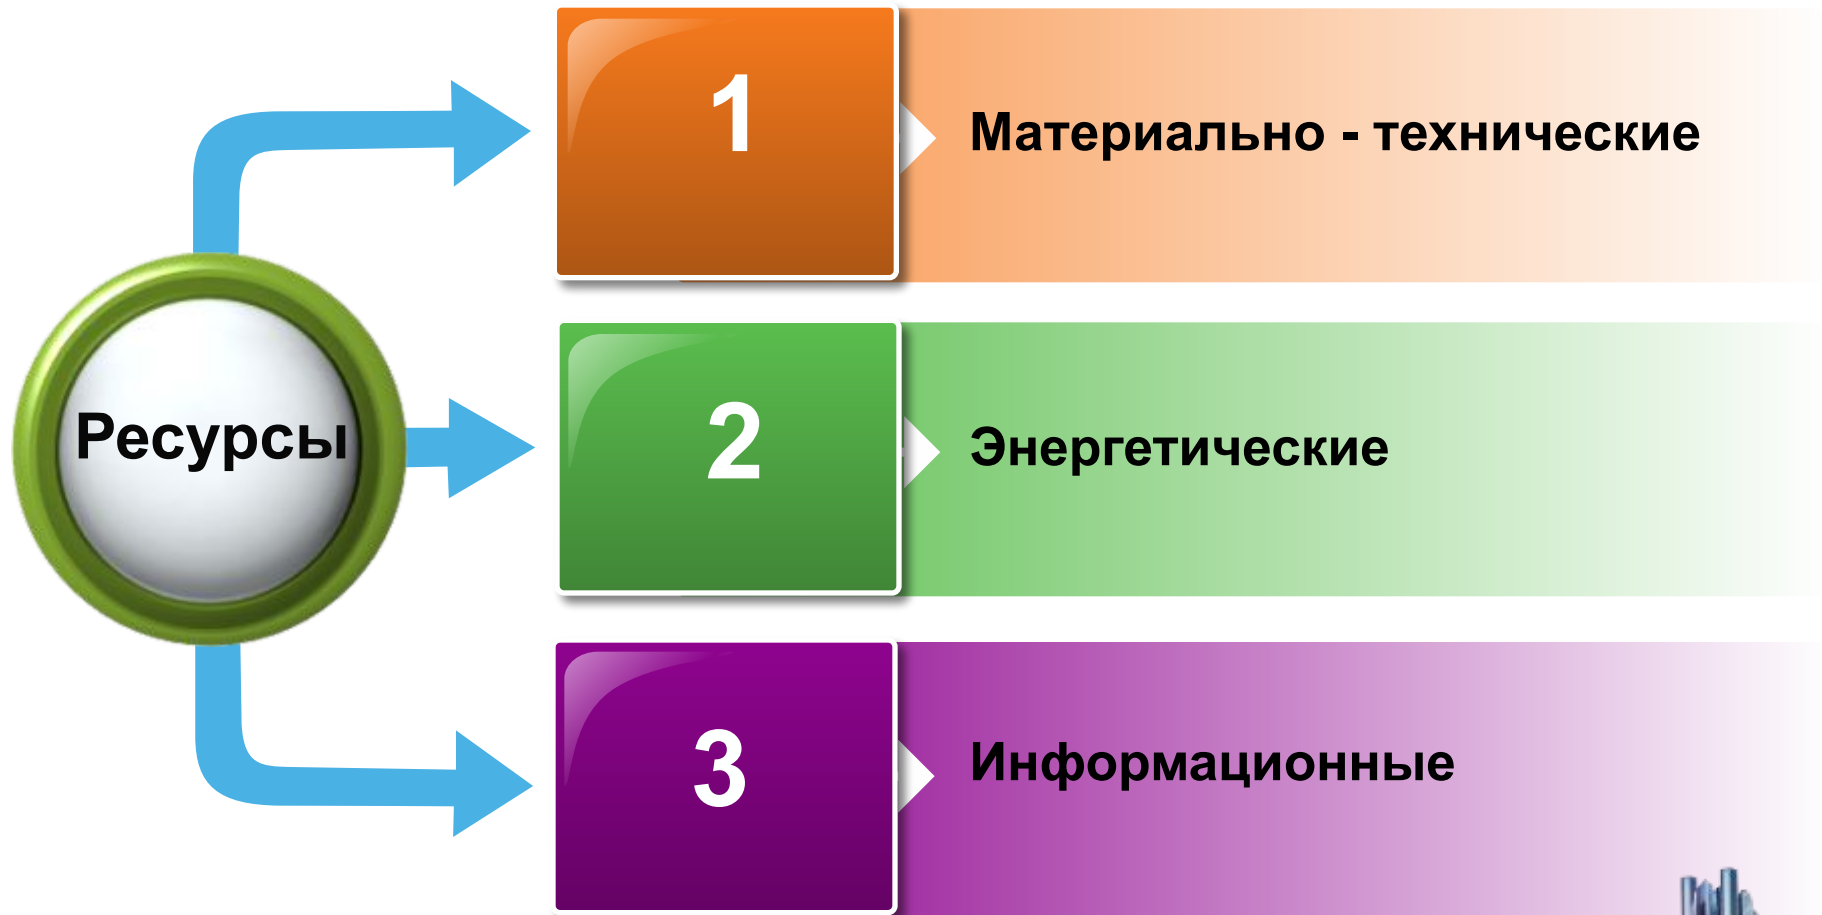 Ресурсы
1
Материально - технические
2
Энергетические
3
Информационные